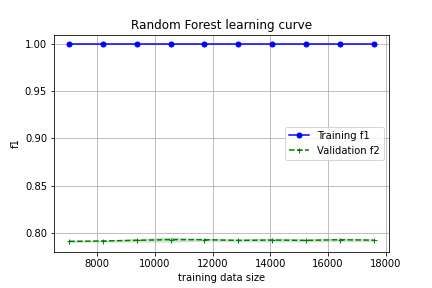 Random Forest learning curve
1.00
0.95
0.90
0.85
0.80
f1
Training f1
Validation f2
8000 10000 12000 14000 16000 18000
training data size